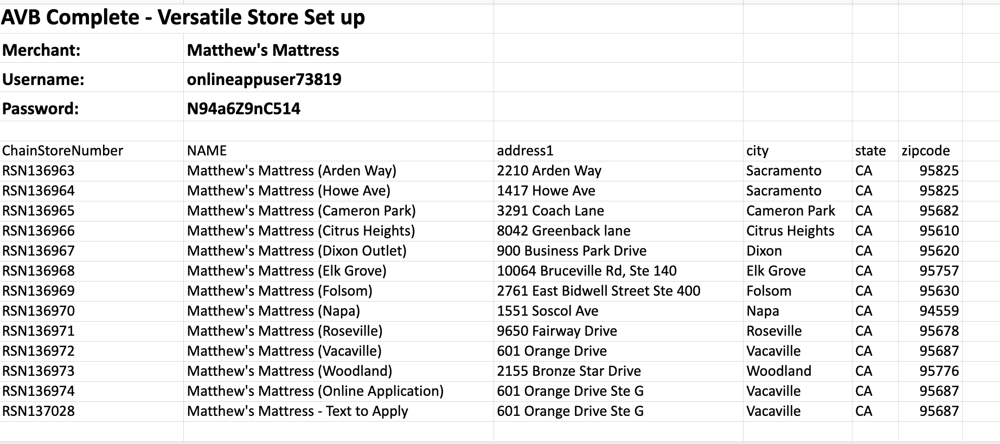 AVB Complete - Versatile Store Set up
Merchant: Matthew's Mattress
Username: onlineappuser73819
Password: N94a6Z9nC514
ChainStoreNumber NAME address1 city state zipcode
RSN136963 Matthew's Mattress (Arden Way) 2210 Arden Way Sacramento CA 95825
RSN136964 Matthew's Mattress (Howe Ave) 1417 Howe Ave Sacramento CA 95825
RSN136965 Matthew's Mattress (Cameron Park) 3291 Coach Lane Cameron Park CA 95682
RSN136966 Matthew's Mattress (Citrus Heights) 8042 Greenback lane Citrus Heights CA 95610
RSN136967 Matthew's Mattress (Dixon Outlet) 900 Business Park Drive Dixon CA 95620
RSN136968 Matthew's Mattress (Elk Grove) 10064 Bruceville Rd, Ste 140 Elk Grove CA 95757
RSN136969 Matthew's Mattress (Folsom) 2761 East Bidwell Street Ste 400 Folsom CA 95630
RSN136970 Matthew's Mattress (Napa) 1551 Soscol Ave Napa CA 94559
RSN136971 Matthew's Mattress (Roseville) 9650 Fairway Drive Roseville CA 95678
RSN136972 Matthew's Mattress (Vacaville) 601 Orange Drive Vacaville CA 95687
RSN136973 Matthew's Mattress (Woodland) 2155 Bronze Star Drive Woodland CA 95776
RSN136974 Matthew's Mattress (Online Application) 601 Orange Drive Ste G Vacaville CA 95687
RSN137028 Matthew's Mattress - Text to Apply 601 Orange Drive Ste G Vacaville CA 95687